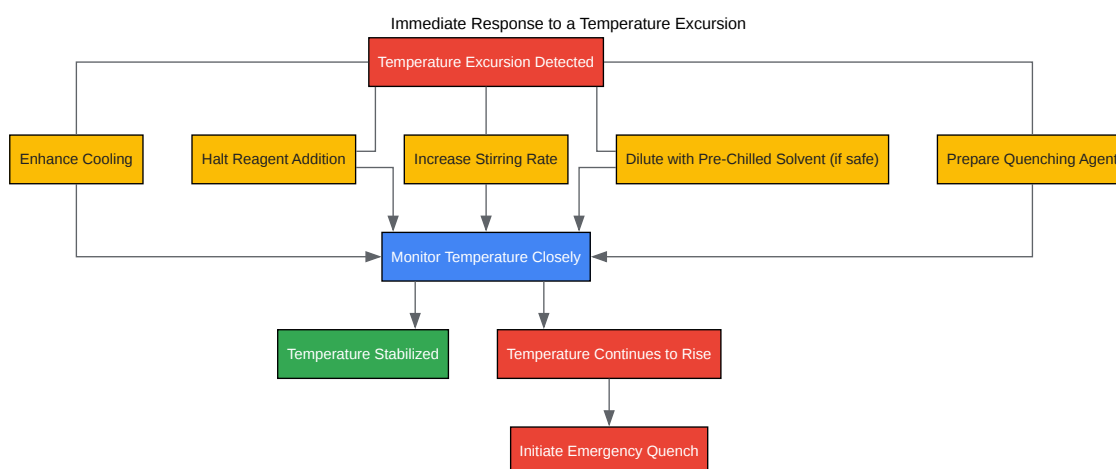 Immediate Response to a Temperature Excursion
Temperature Excursion Detected
Enhance Cooling
Halt Reagent Addition
Increase Stirring Rate
Dilute with Pre-Chilled Solvent (if safe)
Prepare Quenching Agent
Monitor Temperature Closely
Temperature Stabilized
Temperature Continues to Rise
Initiate Emergency Quench